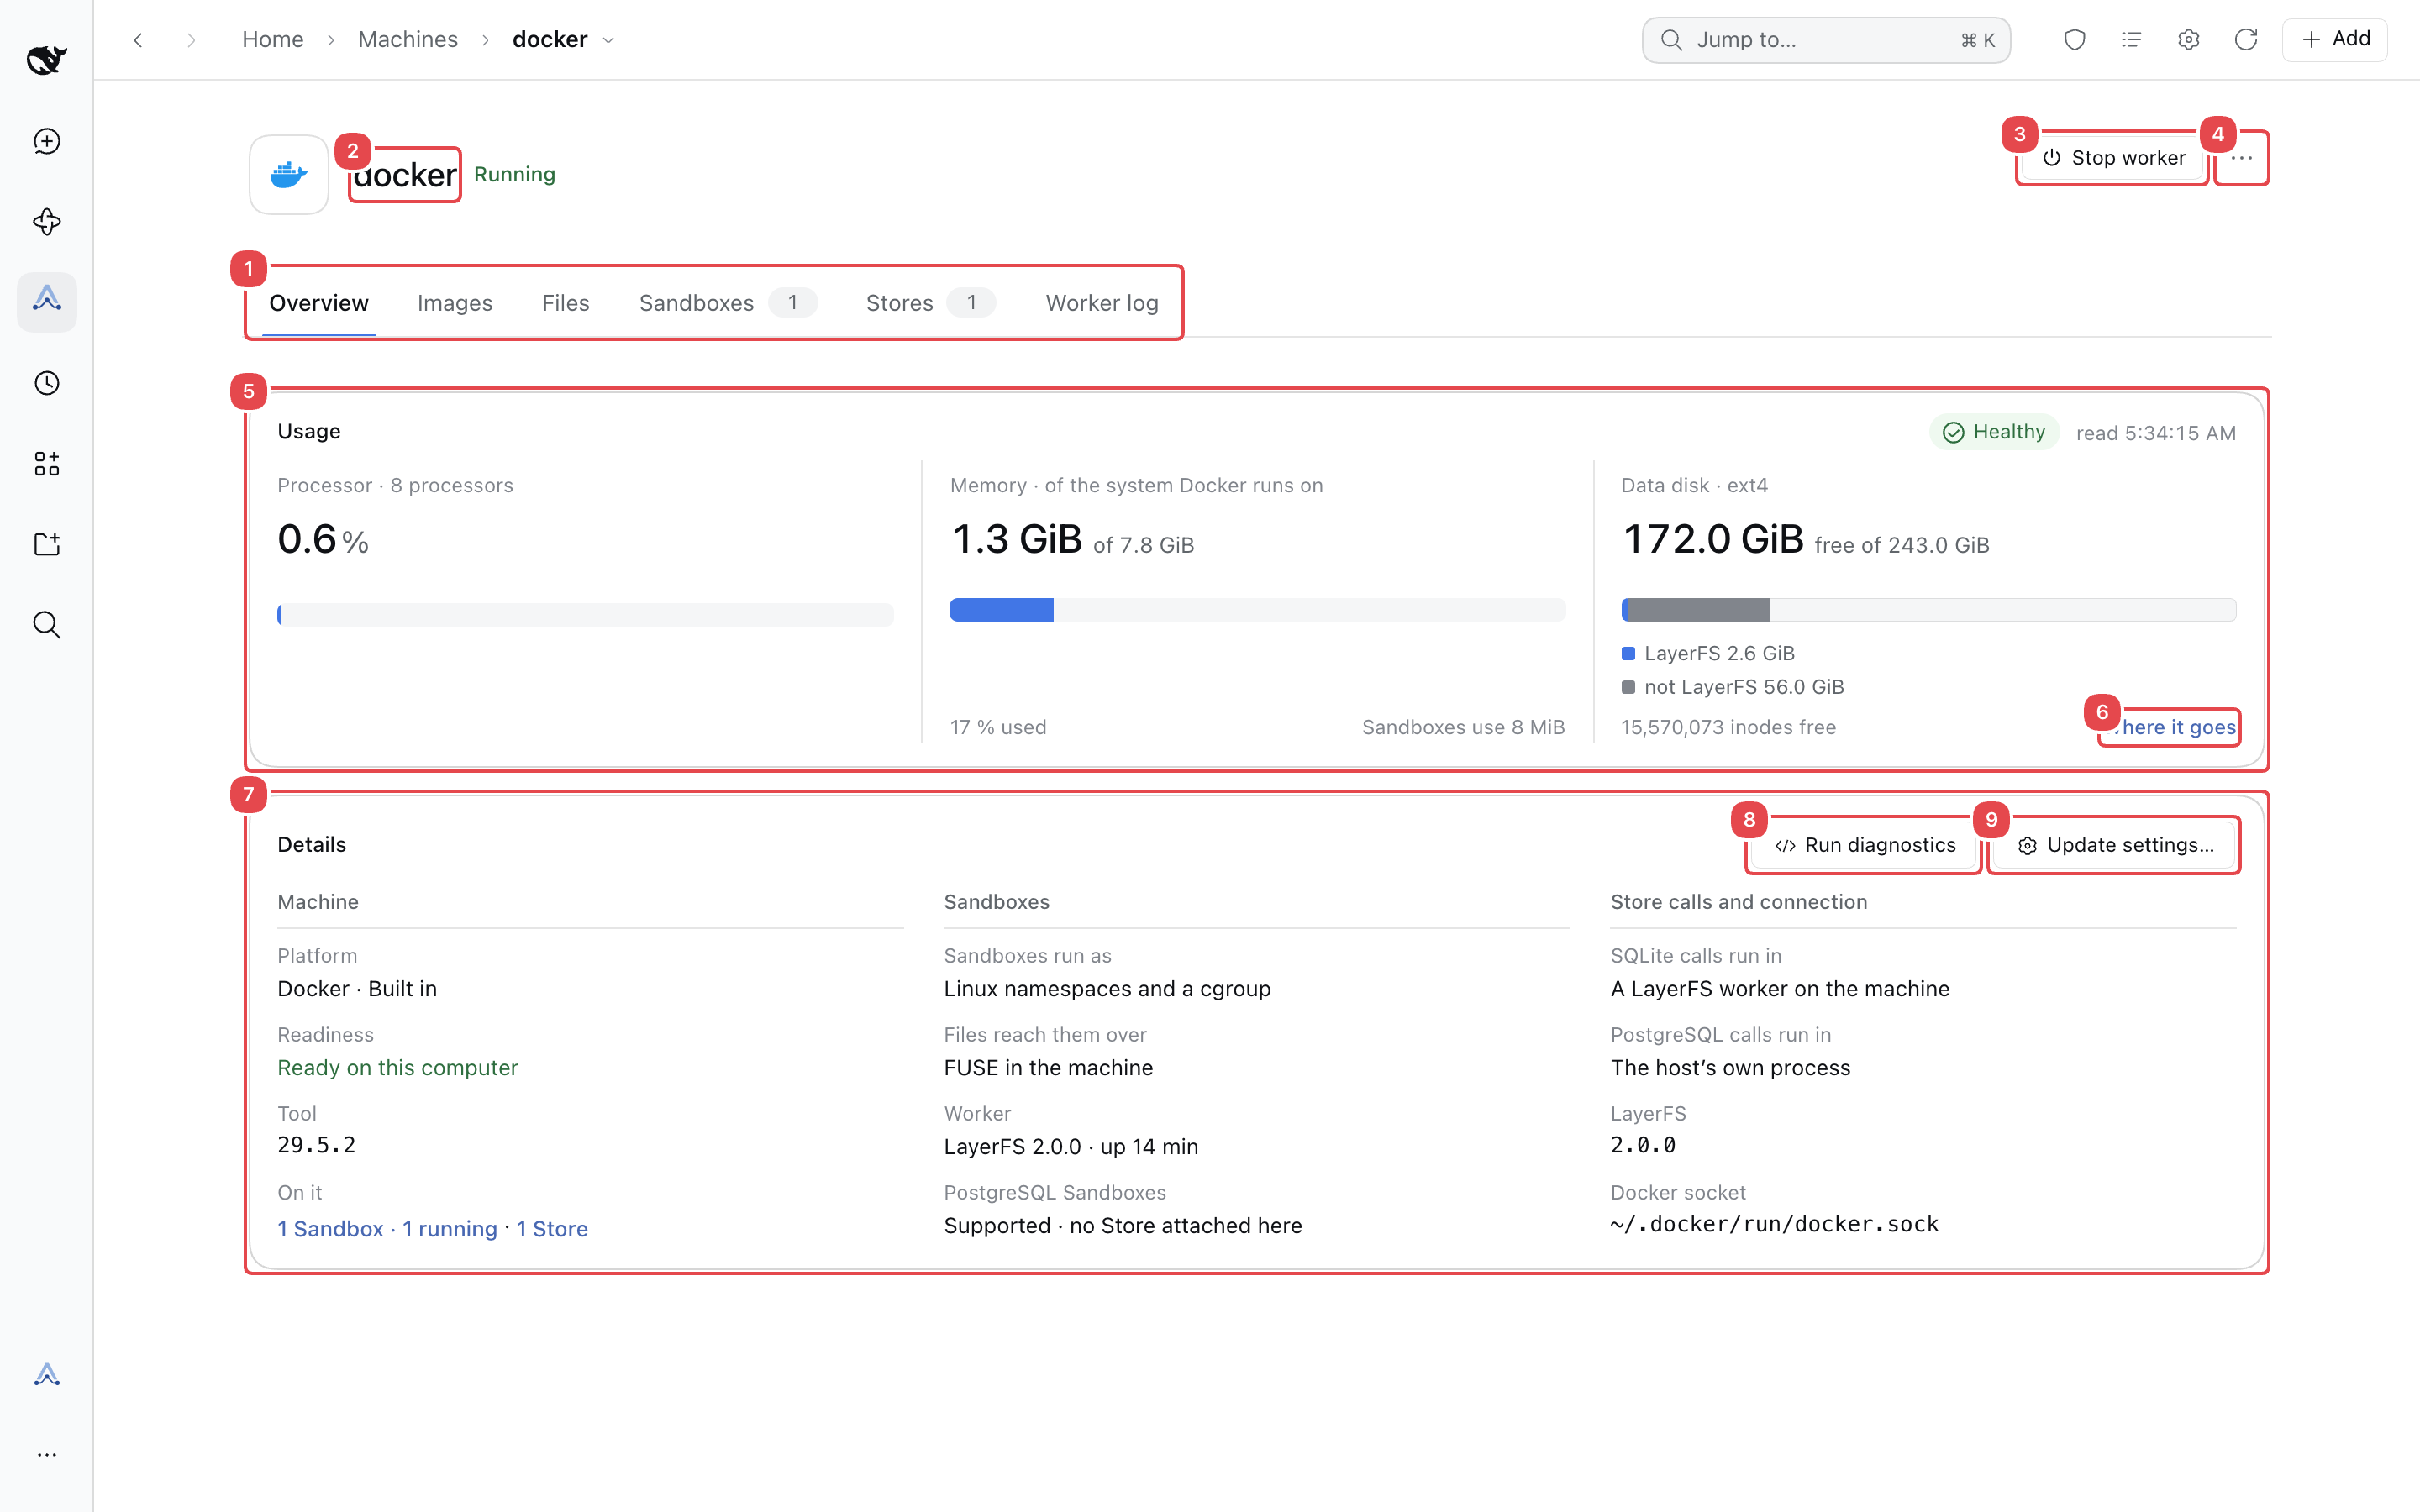 Home > Machines > docker
Jump to... ⌘ K
Add
2
docker
Running
3
Stop worker
4
1
Overview
Images
Files
Sandboxes 1
Stores 1
Worker log
5
Usage
Healthy
read 5:34:15 AM
Processor · 8 processors
0.6 %
Memory · of the system Docker runs on
1.3 GiB of 7.8 GiB
17 % used
Sandboxes use 8 MiB
Data disk · ext4
172.0 GiB free of 243.0 GiB
LayerFS 2.6 GiB
not LayerFS 56.0 GiB
15,570,073 inodes free
6
it goes
7
Details
8
Run diagnostics
9
Update settings...
Machine
Platform
Docker · Built in
Readiness
Ready on this computer
Tool
29.5.2
On it
1 Sandbox · 1 running · 1 Store
Sandboxes
Sandboxes run as
Linux namespaces and a cgroup
Files reach them over
FUSE in the machine
Worker
LayerFS 2.0.0 · up 14 min
PostgreSQL Sandboxes
Supported · no Store attached here
Store calls and connection
SQLite calls run in
A LayerFS worker on the machine
PostgreSQL calls run in
The host’s own process
LayerFS
2.0.0
Docker socket
~/.docker/run/docker.sock